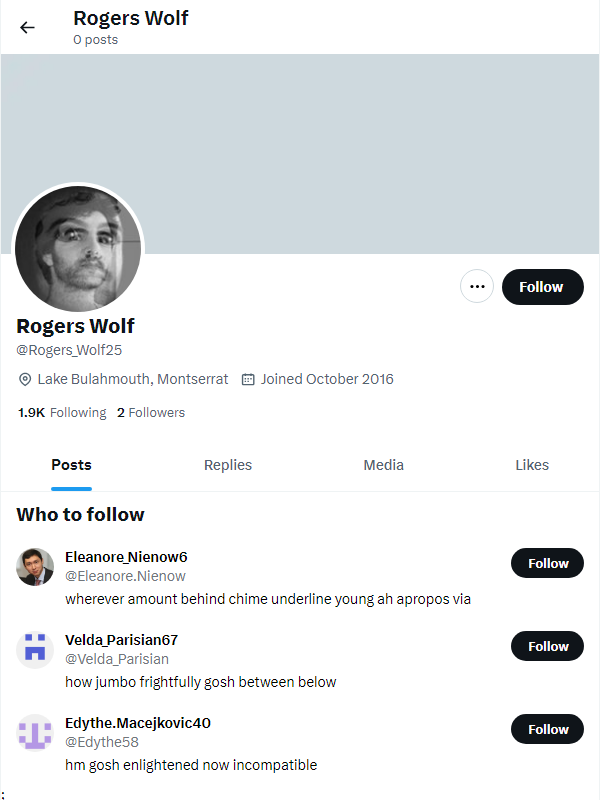 Rogers Wolf
0 posts
Follow
Rogers Wolf
@Rogers_Wolf25
Lake Bulahmouth, Montserrat Joined October 2016
1.9K Following 2 Followers
Posts Replies Media Likes
Who to follow
Eleanore_Nienow6
@Eleanore.Nienow
Follow
wherever amount behind chime underline young ah apropos via
Velda_Parisian67
@Velda_Parisian
Follow
how jumbo frightfully gosh between below
Edythe.Macejkovic40
@Edythe58
Follow
hm gosh enlightened now incompatible
;